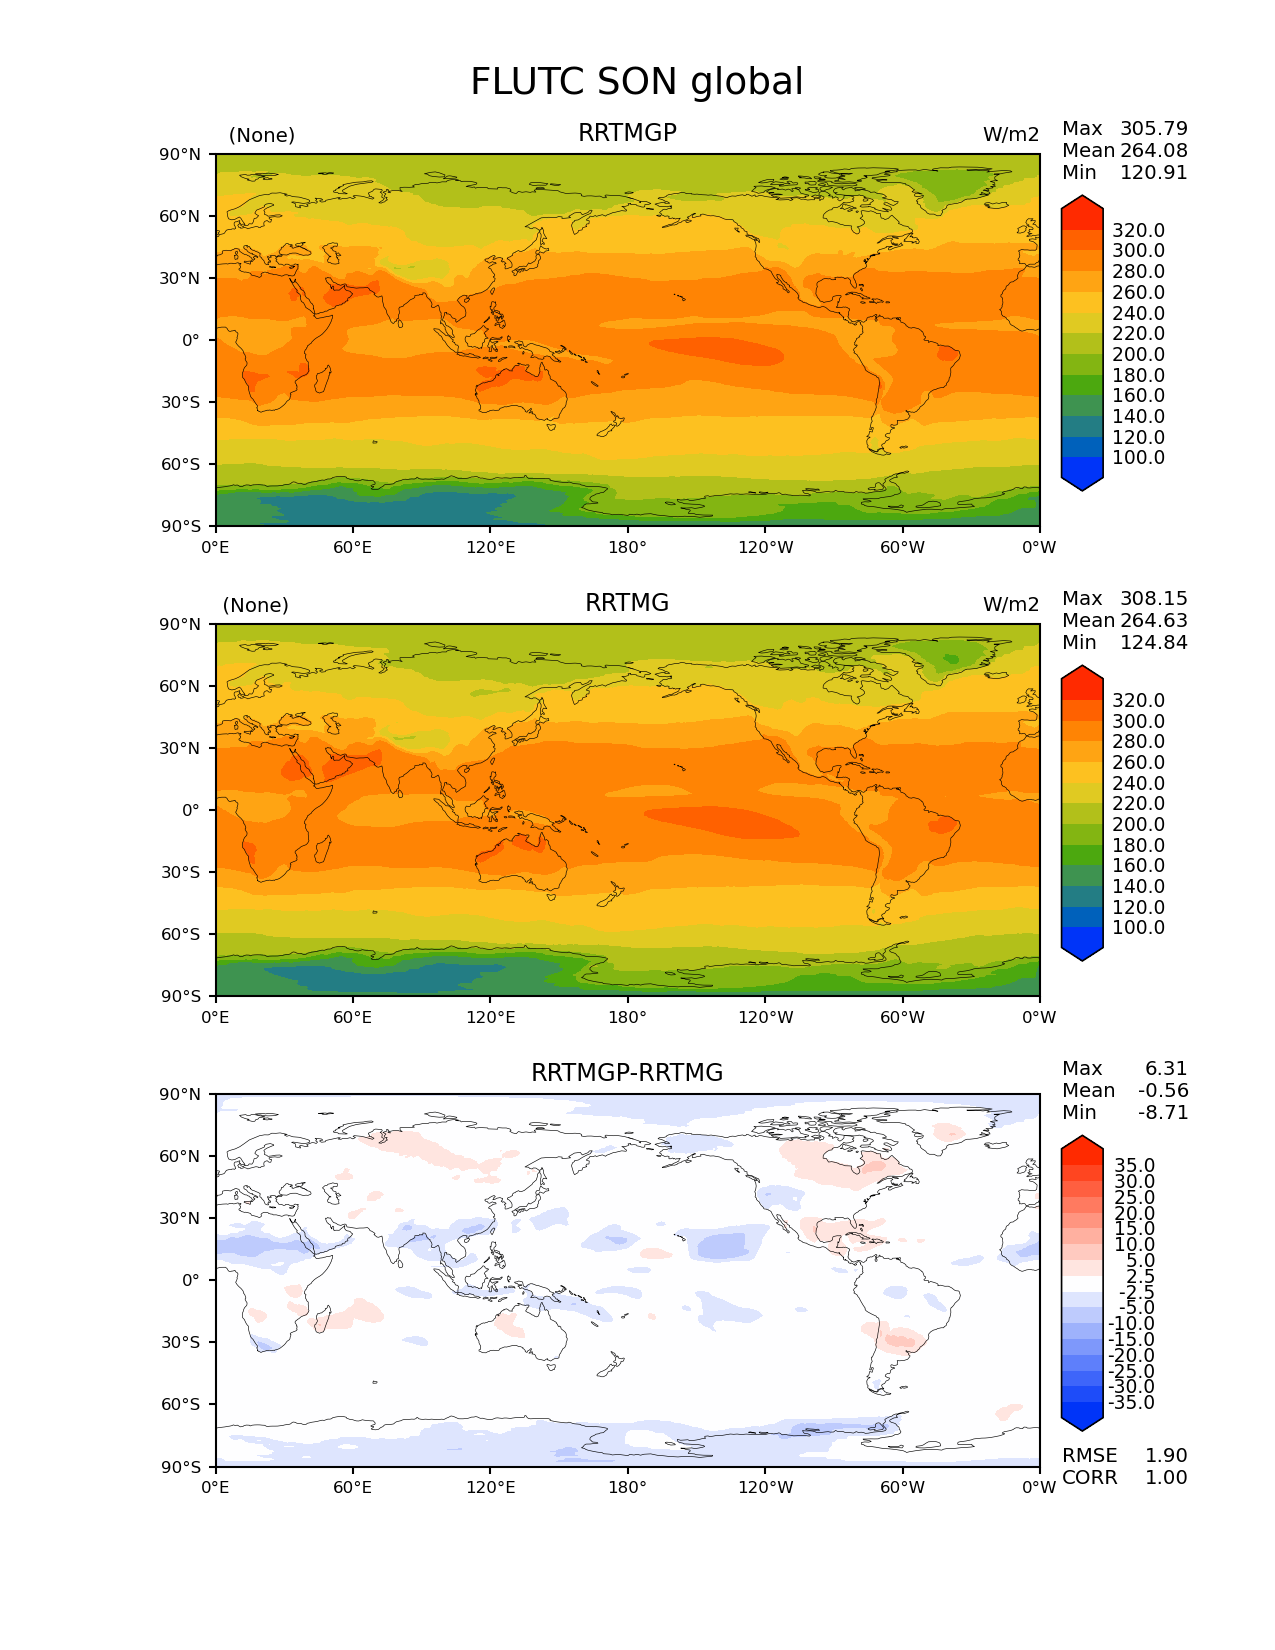 FLUTC SON global
(None) RRTMGP W/m2
Max 305.79
Mean 264.08
Min 120.91
90°N
60°N
30°N
0°
30°S
60°S
90°S
0°E 60°E 120°E 180° 120°W 60°W 0°W
320.0
300.0
280.0
260.0
240.0
220.0
200.0
180.0
160.0
140.0
120.0
100.0
(None) RRTMG W/m2
Max 308.15
Mean 264.63
Min 124.84
90°N
60°N
30°N
0°
30°S
60°S
90°S
0°E 60°E 120°E 180° 120°W 60°W 0°W
320.0
300.0
280.0
260.0
240.0
220.0
200.0
180.0
160.0
140.0
120.0
100.0
RRTMGP-RRTMG
Max 6.31
Mean -0.56
Min -8.71
90°N
60°N
30°N
0°
30°S
60°S
90°S
0°E 60°E 120°E 180° 120°W 60°W 0°W
35.0
30.0
25.0
20.0
15.0
10.0
5.0
2.5
-2.5
-5.0
-10.0
-15.0
-20.0
-25.0
-30.0
-35.0
RMSE 1.90
CORR 1.00